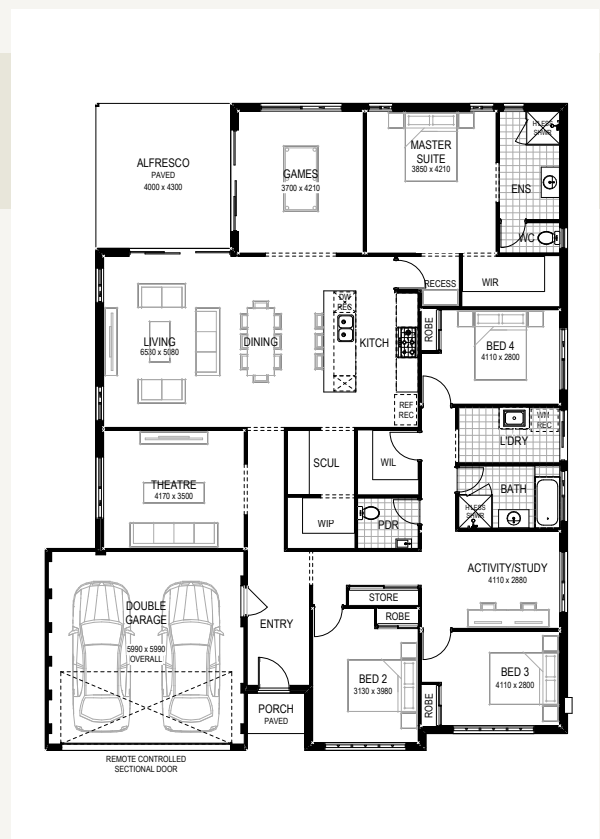 ALFRESCO
PAVED
4000 x 4300
GAMES
3700 x 4210
MASTER
SUITE
3850 x 4210
H'LESS
SHWR
ENS
WC
RECESS
WIR
LIVING
6530 x 5080
DINING
DW
REC
KITCH
REF
REC
ROBE
BED 4
4110 x 2800
WM
REC
L'DRY
SCUL
WIL
THEATRE
4170 x 3500
WIP
PDR
BATH
H'LESS
SHWR
ACTIVITY/STUDY
4110 x 2880
STORE
ROBE
DOUBLE
GARAGE
5990 x 5990
OVERALL
ENTRY
BED 2
3130 x 3980
BED 3
4110 x 2800
ROBE
PORCH
PAVED
REMOTE CONTROLLED
SECTIONAL DOOR